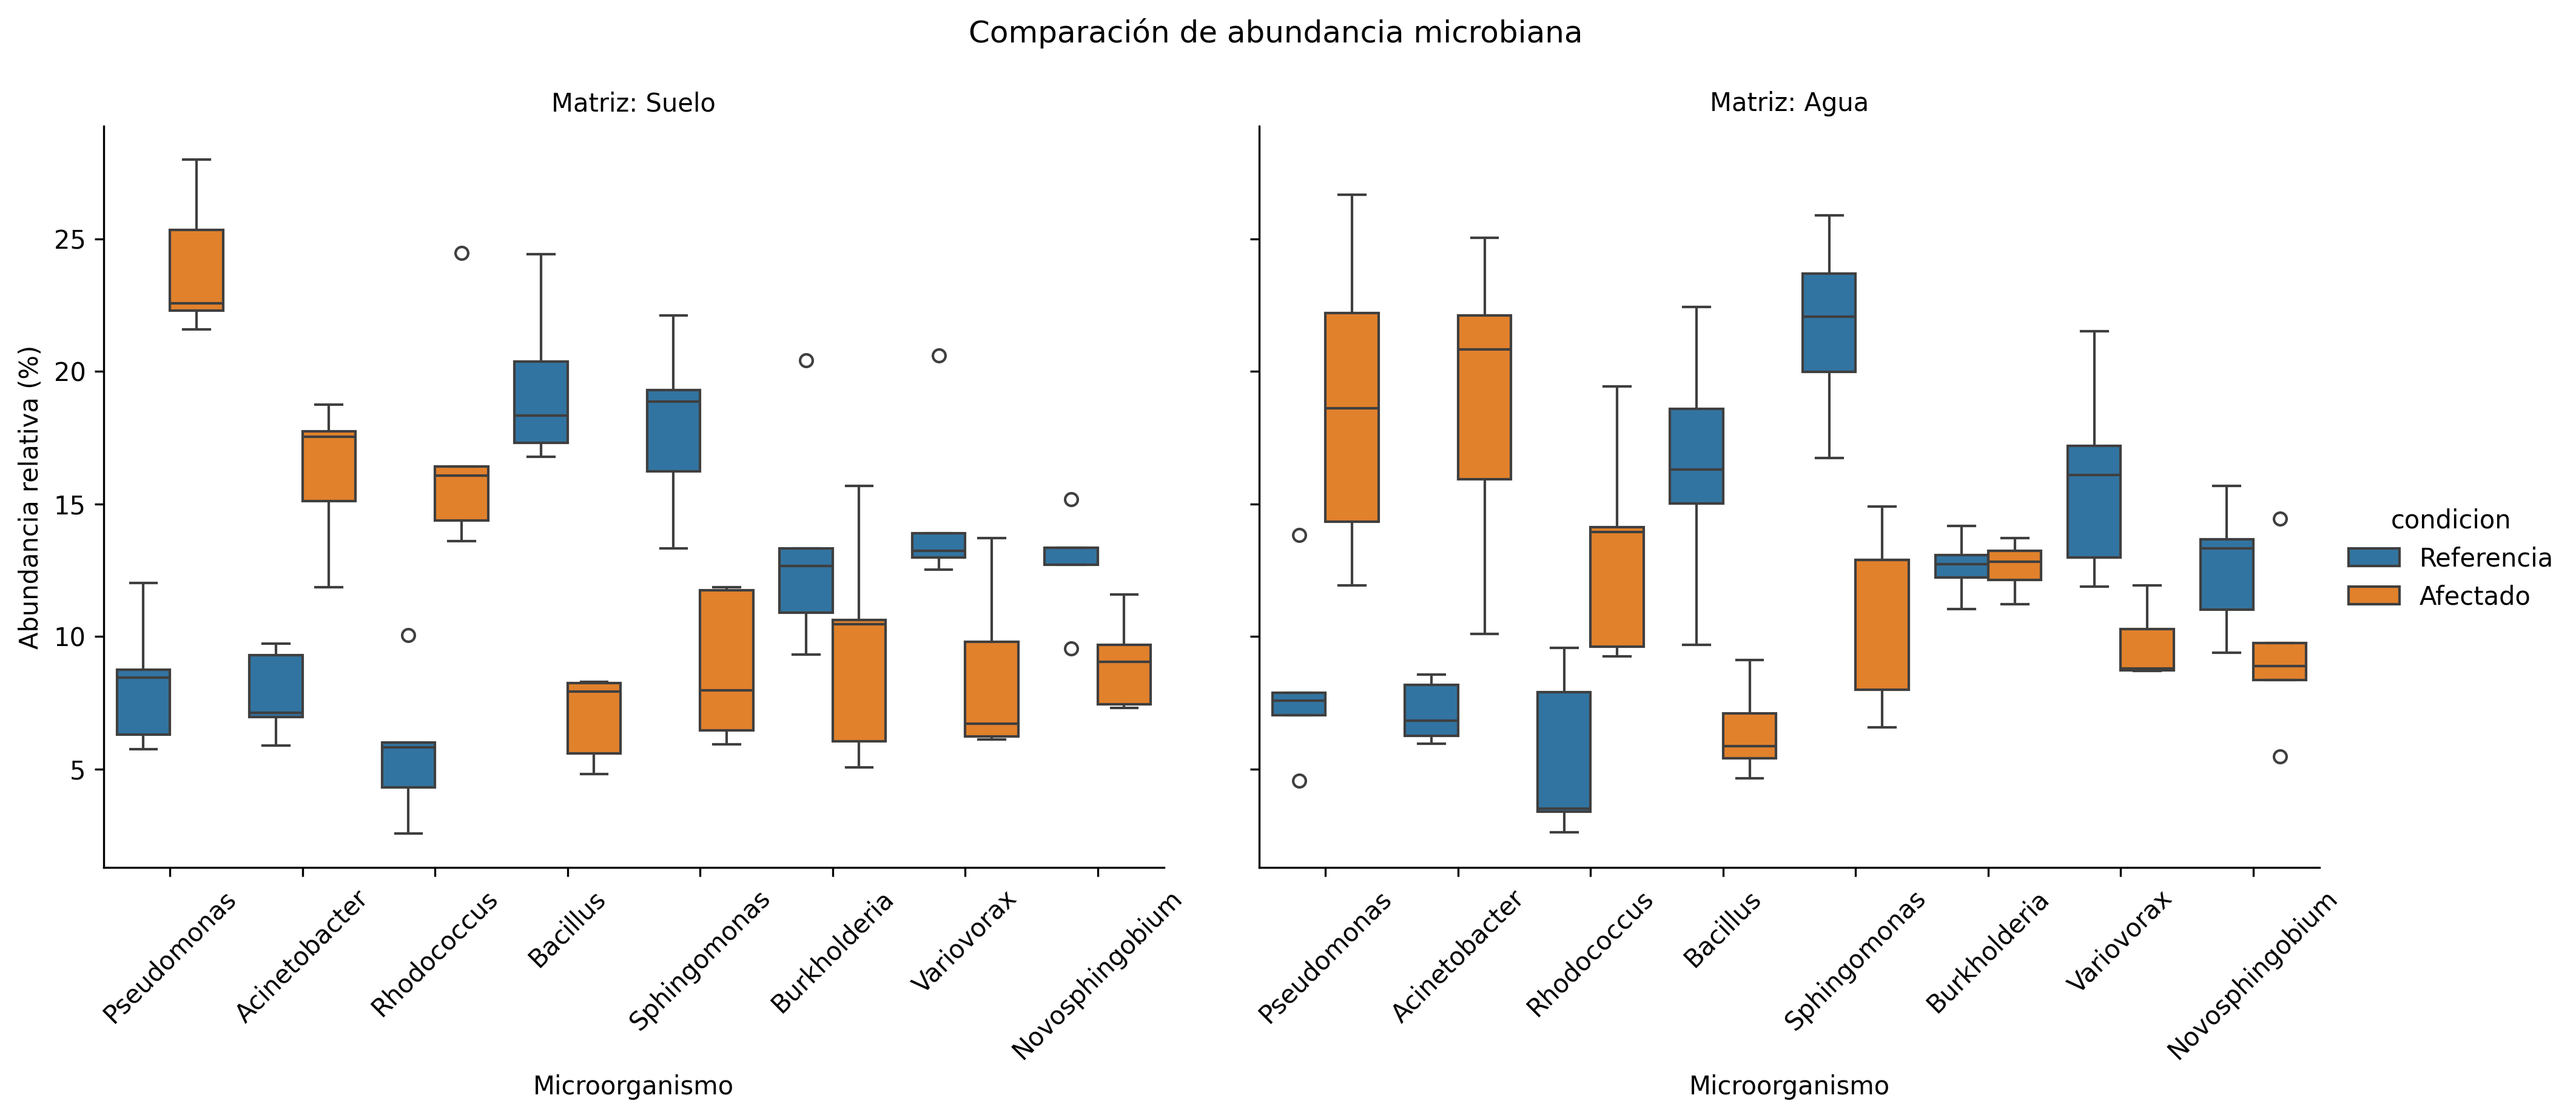 Comparación de abundancia microbiana
Matriz: Suelo
Matriz: Agua
Abundancia relativa (%)
25
20
15
10
5
Pseudomonas
Acinetobacter
Rhodococcus
Bacillus
Sphingomonas
Burkholderia
Variovorax
Novosphingobium
Microorganismo
Pseudomonas
Acinetobacter
Rhodococcus
Bacillus
Sphingomonas
Burkholderia
Variovorax
Novosphingobium
Microorganismo
condicion
Referencia
Afectado